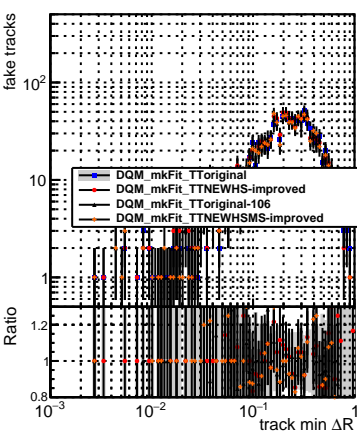 fake tracks
10²
10
1
DQM_mkFit_TToriginal
DQM_mkFit_TTNEWHS-improved
DQM_mkFit_TToriginal-106
DQM_mkFit_TTNEWHSMS-improved
Ratio
1.2
1
0.8
10⁻³ 10⁻² 10⁻¹ 1
track min ΔR